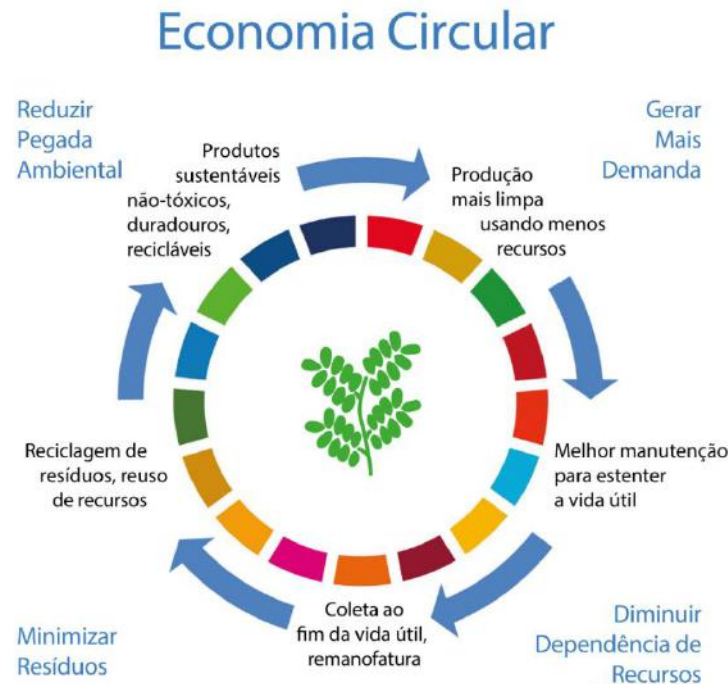 Economia Circular
Reduzir
Pegada
Ambiental
Gerar
Mais
Demanda
Produtos
sustentáveis
não-tóxicos,
duradouros,
recicláveis
Produção
mais limpa
usando menos
recursos
Melhor manutenção
para estenter
a vida útil
Coleta ao
fim da vida útil,
remanofatura
Reciclagem de
resíduos, reuso
de recursos
Minimizar
Resíduos
Diminuir
Dependência de
Recursos